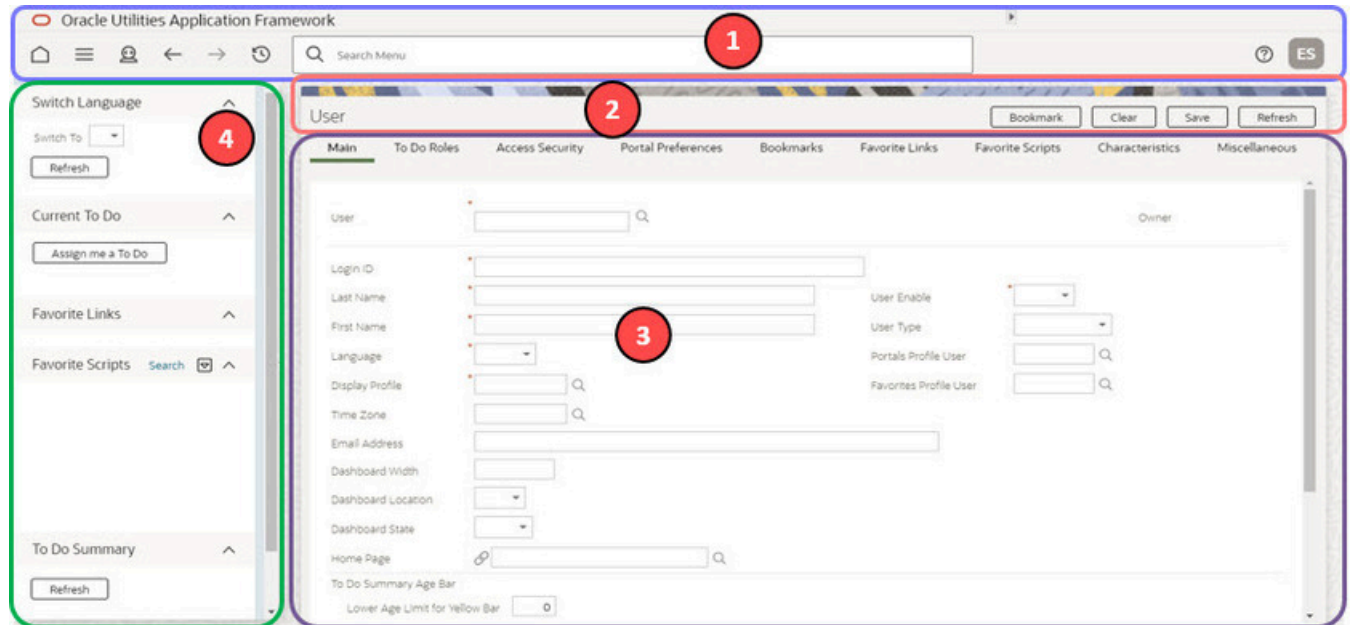 Oracle Utilities Application Framework
Search Menu
1
ES
Switch Language
4
Switch To
Refresh
Current To Do
Assign me a To Do
Favorite Links
Favorite Scripts Search
To Do Summary
Refresh
2
User
Bookmark Clear Save Refresh
Main To Do Roles Access Security Portal Preferences Bookmarks Favorite Links Favorite Scripts Characteristics Miscellaneous
User * Owner
Login ID *
Last Name * User Enable *
First Name * 3 User Type
Language * Portals Profile User
Display Profile * Favorites Profile User
Time Zone
Email Address
Dashboard Width
Dashboard Location
Dashboard State
Home Page
To Do Summary Age Bar
Lower Age Limit for Yellow Bar 0